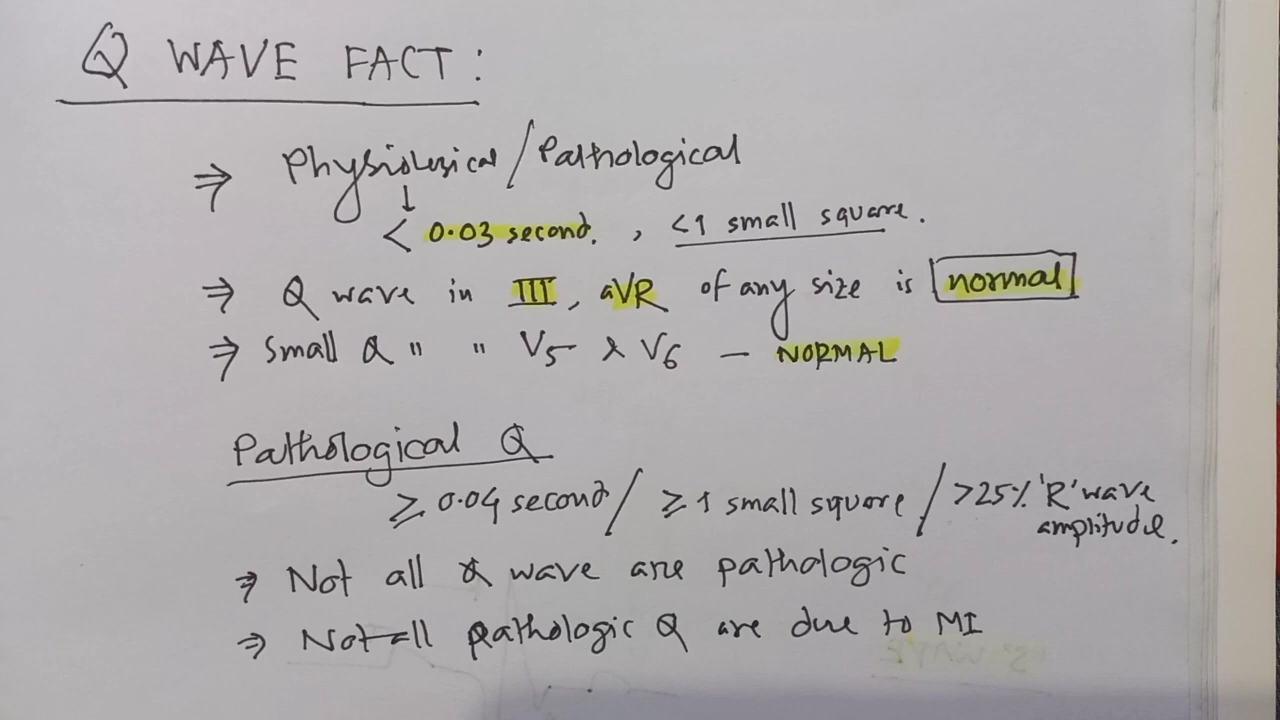 Q WAVE FACT:
⇒ Physiological / Pathological
↓
< 0.03 second. , <1 small square.
⇒ Q wave in III, aVR of any size is normal
⇒ Small Q " " V5 & V6 – NORMAL
Pathological Q
≥ 0.04 second / ≥ 1 small square / >25% 'R' wave
amplitude.
⇒ Not all Q wave are pathologic
⇒ Not all pathologic Q are due to MI